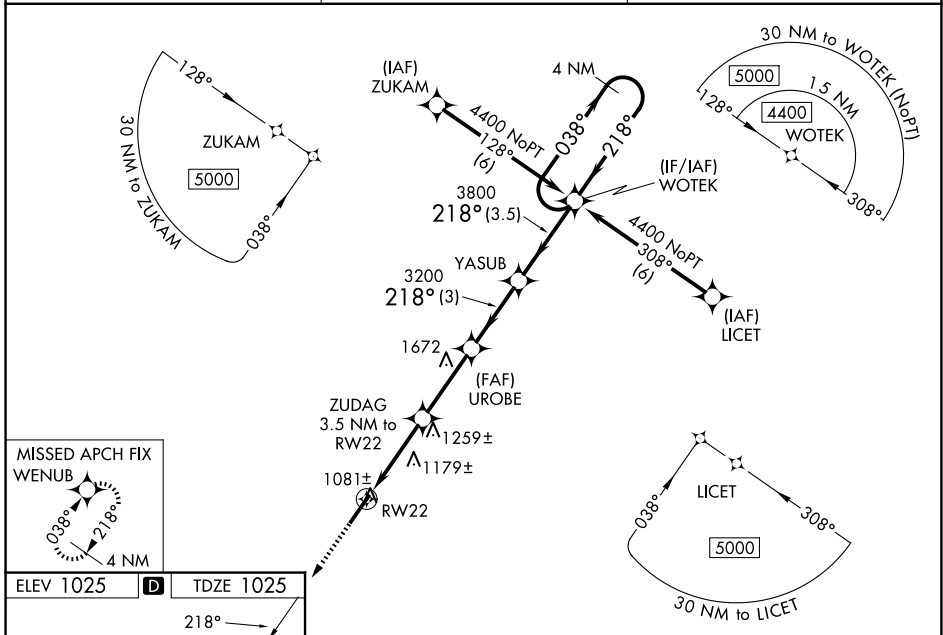 128°
ZUKAM
5000
30 NM to ZUKAM
038°
(IAF)
ZUKAM
4400 NoPT
128°
(6)
4 NM
038°
218°
(IF/IAF)
WOTEK
3800
218° (3.5)
YASUB
3200
218° (3)
4400 NoPT
308°
(6)
(IAF)
LICET
1672
(FAF)
UROBE
ZUDAG
3.5 NM to
RW22
1259±
1179±
1081±
RW22
30 NM to WOTEK (NoPT)
5000
15 NM
4400
128°
WOTEK
308°
LICET
038°
308°
5000
30 NM to LICET
MISSED APCH FIX
WENUB
038°
218°
4 NM
ELEV 1025 D TDZE 1025
218°